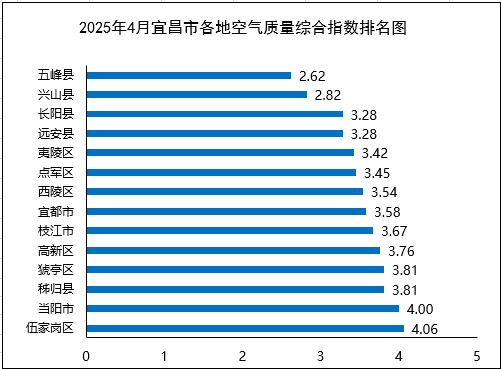 2025年4月宜昌市各地空气质量综合指数排名图
五峰县 2.62
兴山县 2.82
长阳县 3.28
远安县 3.28
夷陵区 3.42
点军区 3.45
西陵区 3.54
宜都市 3.58
枝江市 3.67
高新区 3.76
猇亭区 3.81
秭归县 3.81
当阳市 4.00
伍家岗区 4.06
0 1 2 3 4 5